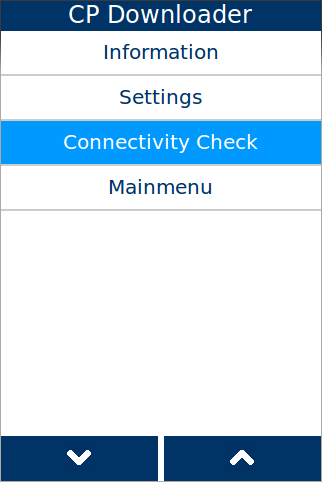 CP Downloader
Information
Settings
Connectivity Check
Mainmenu